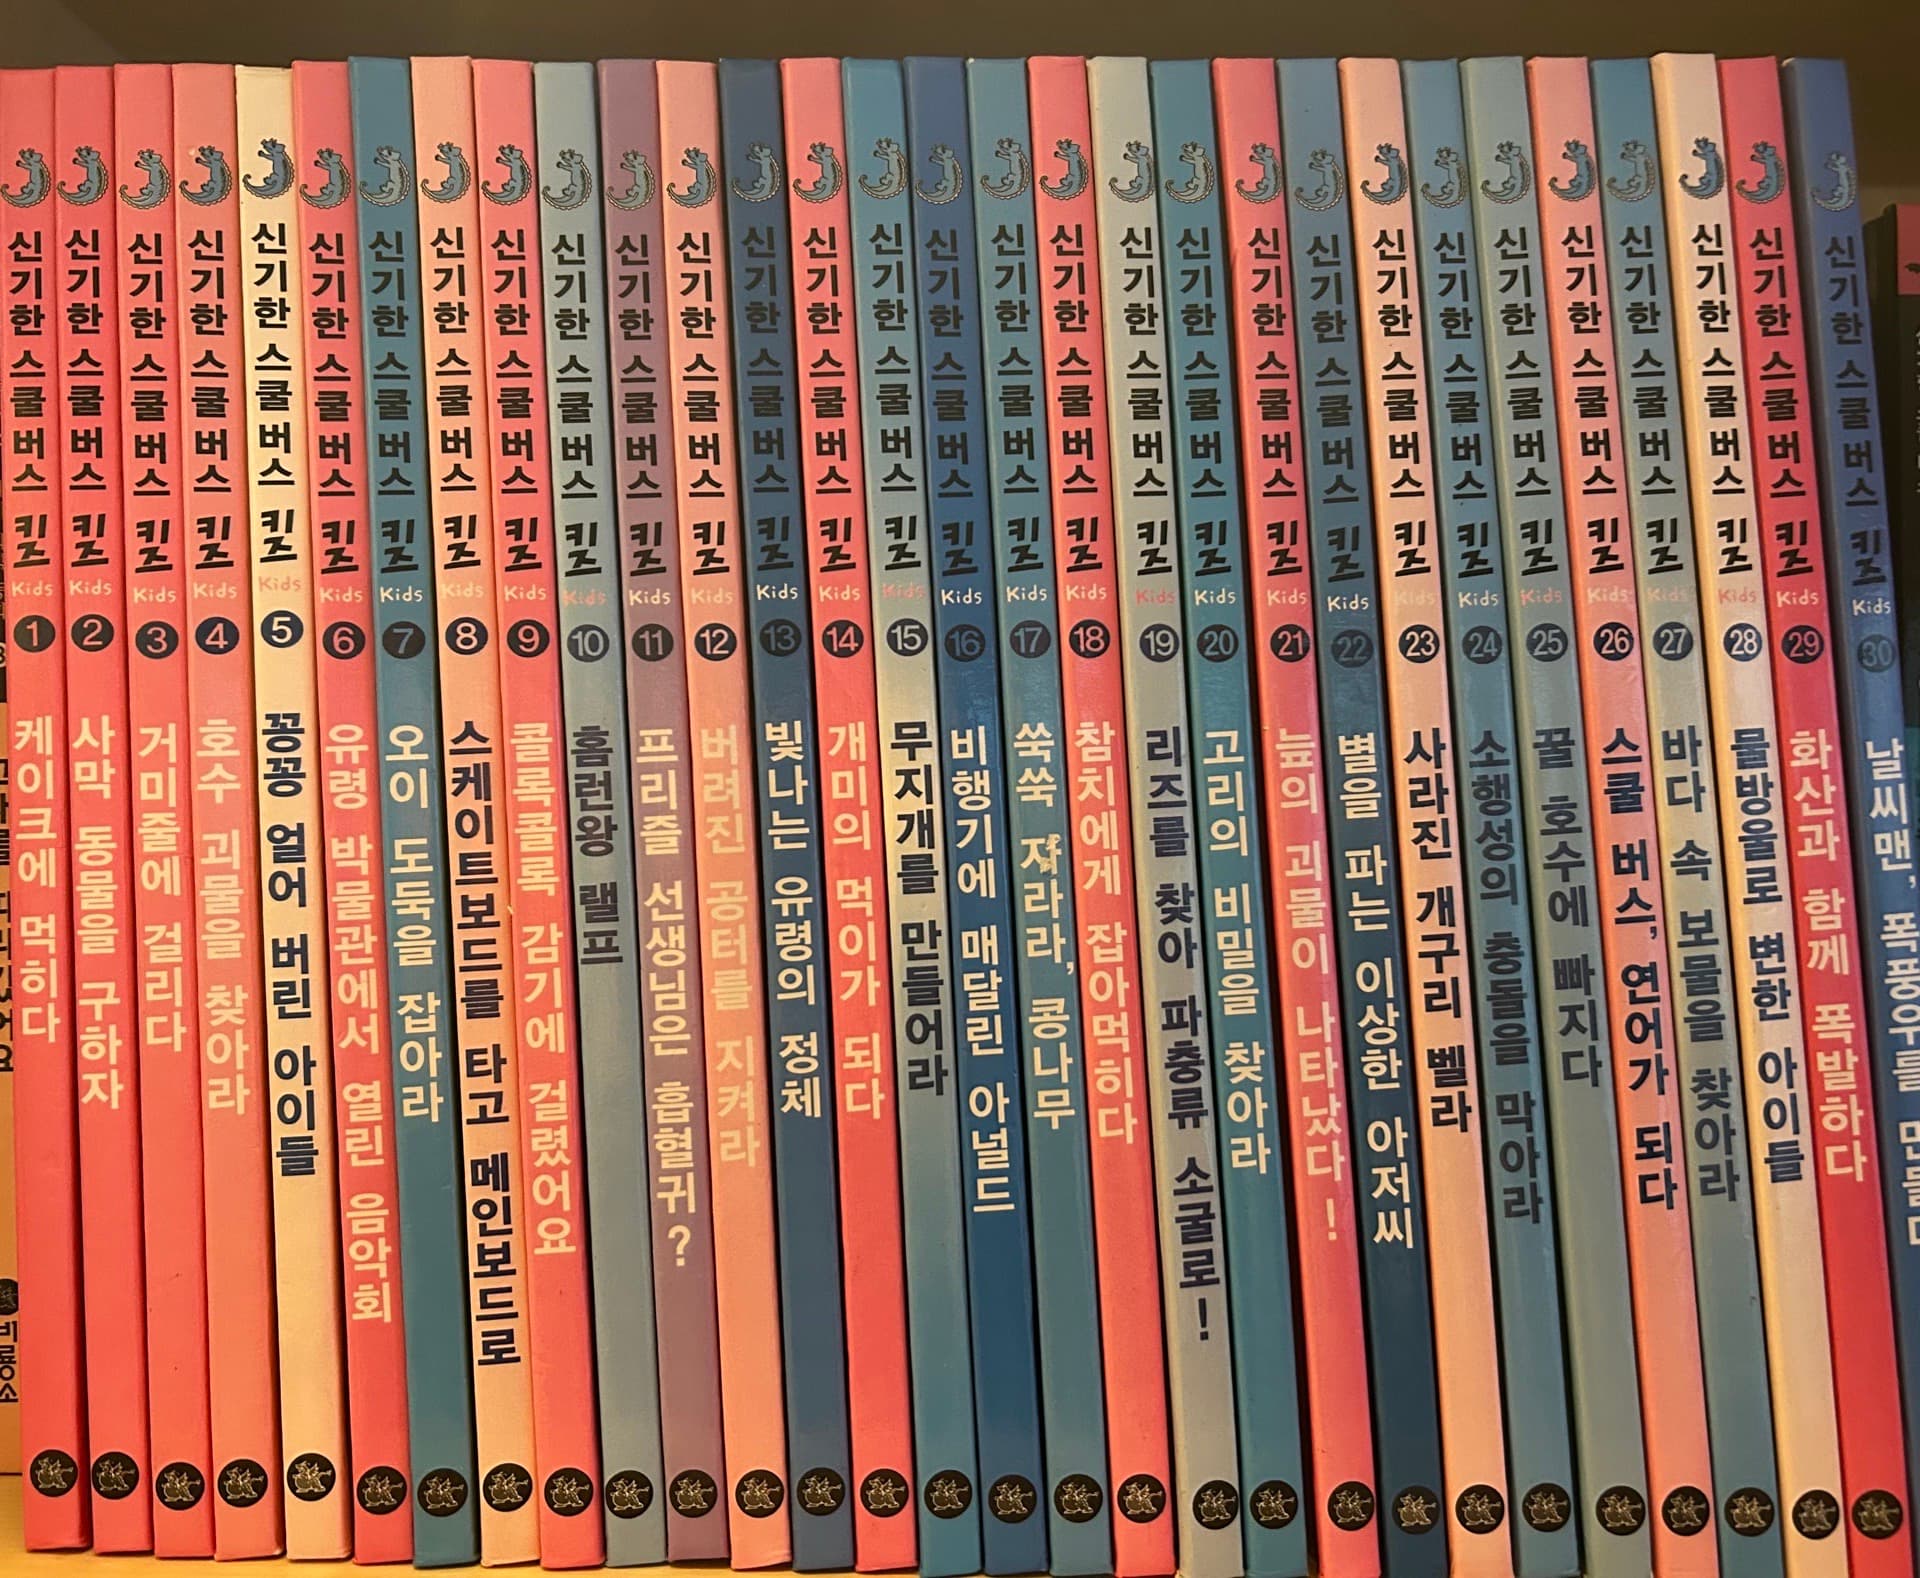 신기한 스쿨 버스 키즈 Kids 1 케이크에 먹히다
신기한 스쿨 버스 키즈 Kids 2 사막 동물을 구하자
신기한 스쿨 버스 키즈 Kids 3 거미줄에 걸리다
신기한 스쿨 버스 키즈 Kids 4 호수 괴물을 찾아라
신기한 스쿨 버스 키즈 Kids 5 꽁꽁 얼어 버린 아이들
신기한 스쿨 버스 키즈 Kids 6 유령 박물관에서 열린 음악회
신기한 스쿨 버스 키즈 Kids 7 오이 도둑을 잡아라
신기한 스쿨 버스 키즈 Kids 8 스케이트보드를 타고 메인보드로
신기한 스쿨 버스 키즈 Kids 9 콜록콜록 감기에 걸렸어요
신기한 스쿨 버스 키즈 Kids 10 홈런왕 랠프
신기한 스쿨 버스 키즈 Kids 11 프리즐 선생님은 흡혈귀?
신기한 스쿨 버스 키즈 Kids 12 버려진 공터를 지켜라
신기한 스쿨 버스 키즈 Kids 13 빛나는 유령의 정체
신기한 스쿨 버스 키즈 Kids 14 개미의 먹이가 되다
신기한 스쿨 버스 키즈 Kids 15 무지개를 만들어라
신기한 스쿨 버스 키즈 Kids 16 비행기에 매달린 아널드
신기한 스쿨 버스 키즈 Kids 17 쑥쑥 자라라, 콩나무
신기한 스쿨 버스 키즈 Kids 18 참치에게 잡아먹히다
신기한 스쿨 버스 키즈 Kids 19 리즈를 찾아 파충류 소굴로!
신기한 스쿨 버스 키즈 Kids 20 고리의 비밀을 찾아라
신기한 스쿨 버스 키즈 Kids 21 늪의 괴물이 나타났다!
신기한 스쿨 버스 키즈 Kids 22 별을 파는 이상한 아저씨
신기한 스쿨 버스 키즈 Kids 23 사라진 개구리 벨라
신기한 스쿨 버스 키즈 Kids 24 소행성의 충돌을 막아라
신기한 스쿨 버스 키즈 Kids 25 꿀 호수에 빠지다
신기한 스쿨 버스 키즈 Kids 26 스쿨 버스, 연어가 되다
신기한 스쿨 버스 키즈 Kids 27 바다 속 보물을 찾아라
신기한 스쿨 버스 키즈 Kids 28 물방울로 변한 아이들
신기한 스쿨 버스 키즈 Kids 29 화산과 함께 폭발하다
신기한 스쿨 버스 키즈 Kids 30 날씨맨, 폭풍우를 만들다
비룡소